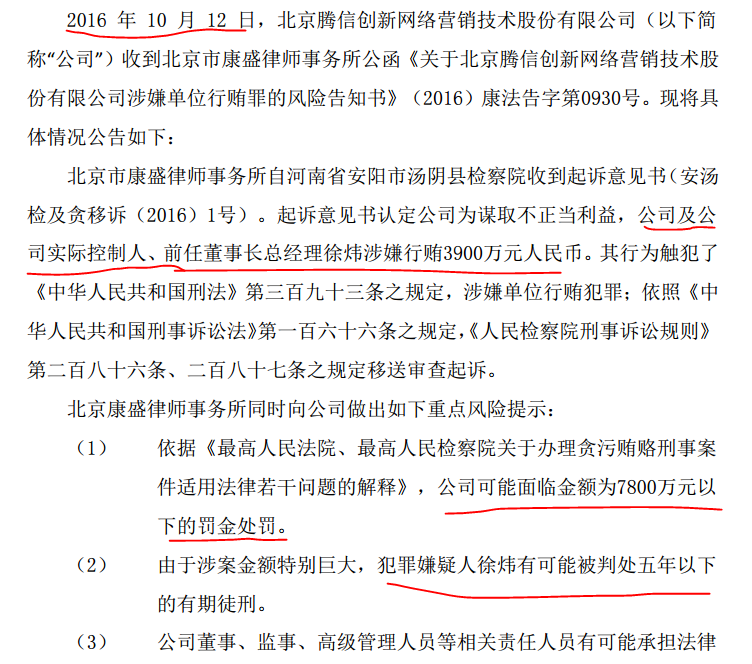 2016 年 10 月 12 日，北京腾信创新网络营销技术股份有限公司（以下简
称“公司”）收到北京市康盛律师事务所公函《关于北京腾信创新网络营销技术股
份有限公司涉嫌单位行贿罪的风险告知书》（2016）康法告字第0930号。现将具
体情况公告如下：
北京市康盛律师事务所自河南省安阳市汤阴县检察院收到起诉意见书（安汤
检及贪移诉（2016）1号）。起诉意见书认定公司为谋取不正当利益，公司及公
司实际控制人、前任董事长总经理徐炜涉嫌行贿3900万元人民币。其行为触犯了
《中华人民共和国刑法》第三百九十三条之规定，涉嫌单位行贿犯罪；依照《中
华人民共和国刑事诉讼法》第一百六十六条之规定，《人民检察院刑事诉讼规则》
第二百八十六条、二百八十七条之规定移送审查起诉。
北京康盛律师事务所同时向公司做出如下重点风险提示：
（1） 依据《最高人民法院、最高人民检察院关于办理贪污贿赂刑事案
件适用法律若干问题的解释》，公司可能面临金额为7800万元以
下的罚金处罚。
（2） 由于涉案金额特别巨大，犯罪嫌疑人徐炜有可能被判处五年以下
的有期徒刑。
（3） 公司董事、监事、高级管理人员等相关责任人员有可能承担法律